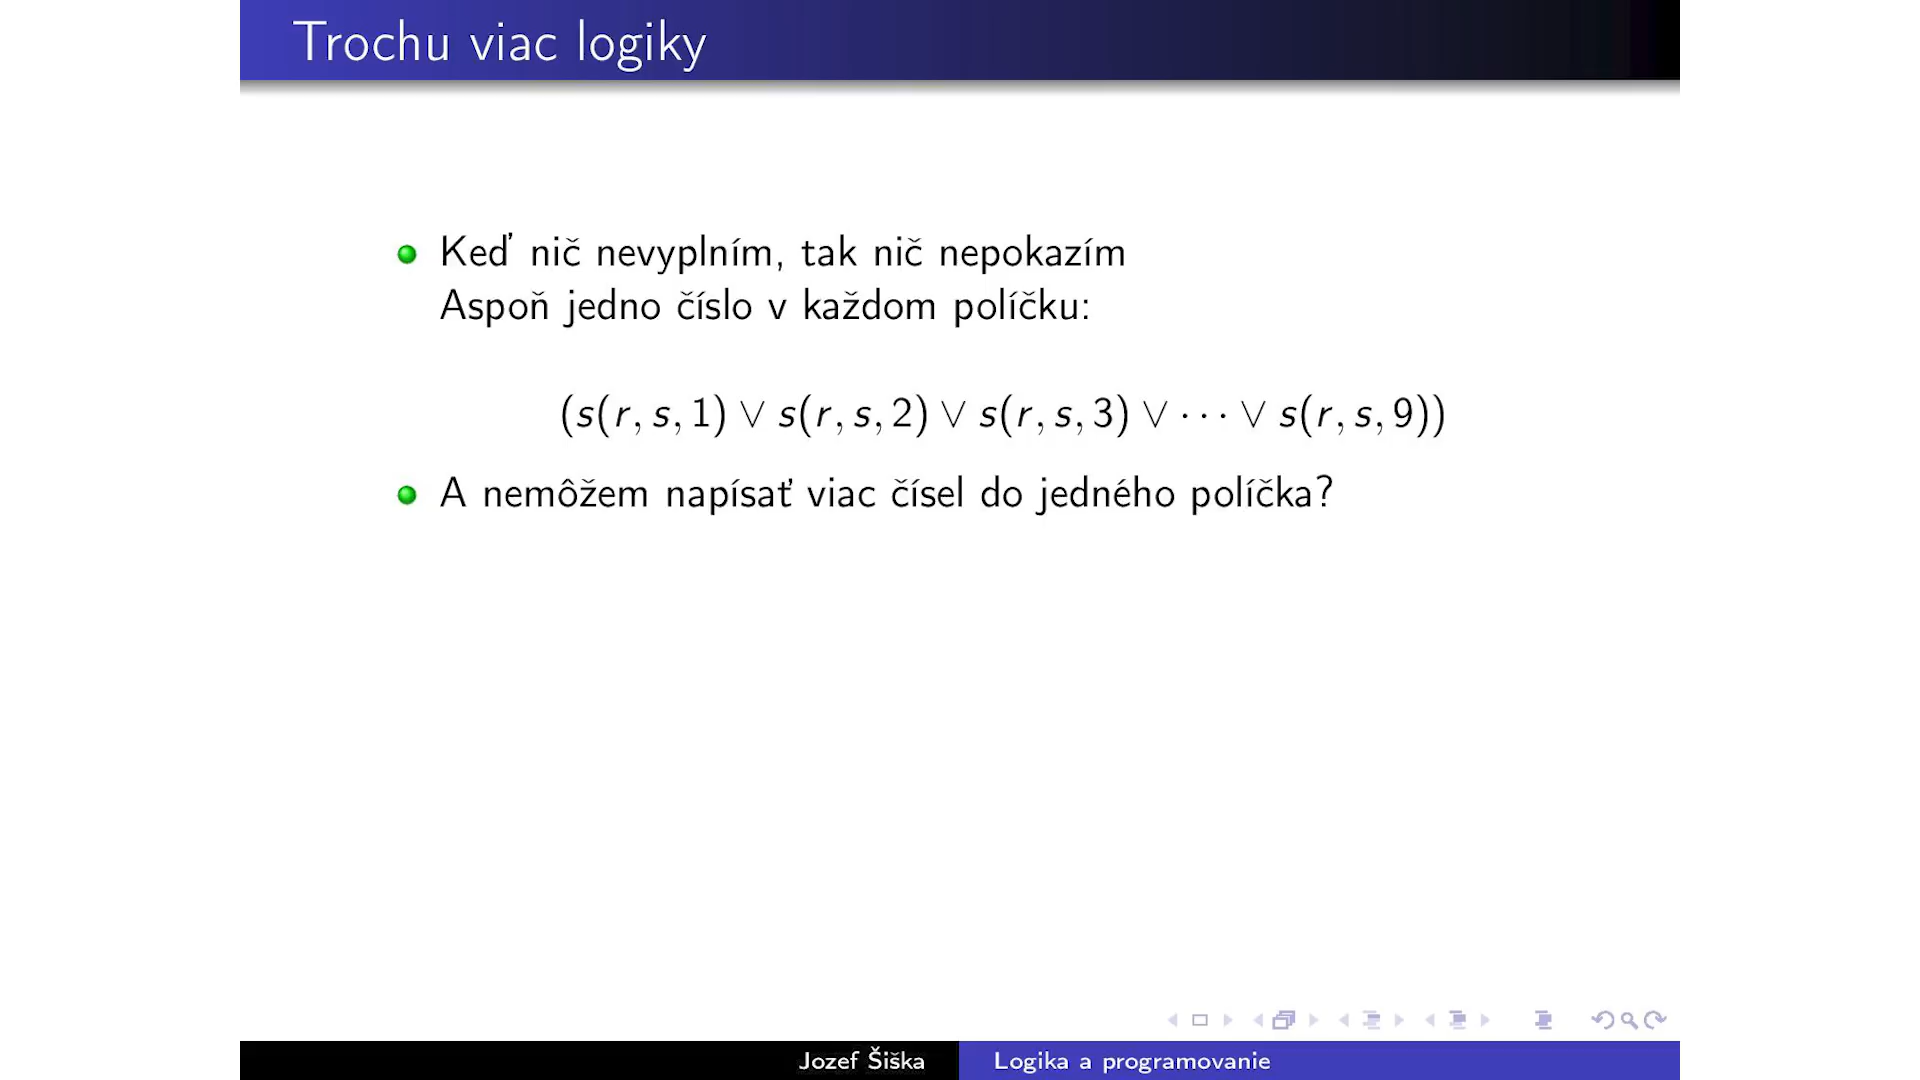 Trochu viac logiky
Keď nič nevyplním, tak nič nepokazím
Aspoň jedno číslo v každom políčku:
(s(r, s, 1) ∨ s(r, s, 2) ∨ s(r, s, 3) ∨ · · · ∨ s(r, s, 9))
A nemôžem napísať viac čísel do jedného políčka?
Jozef Šiška
Logika a programovanie